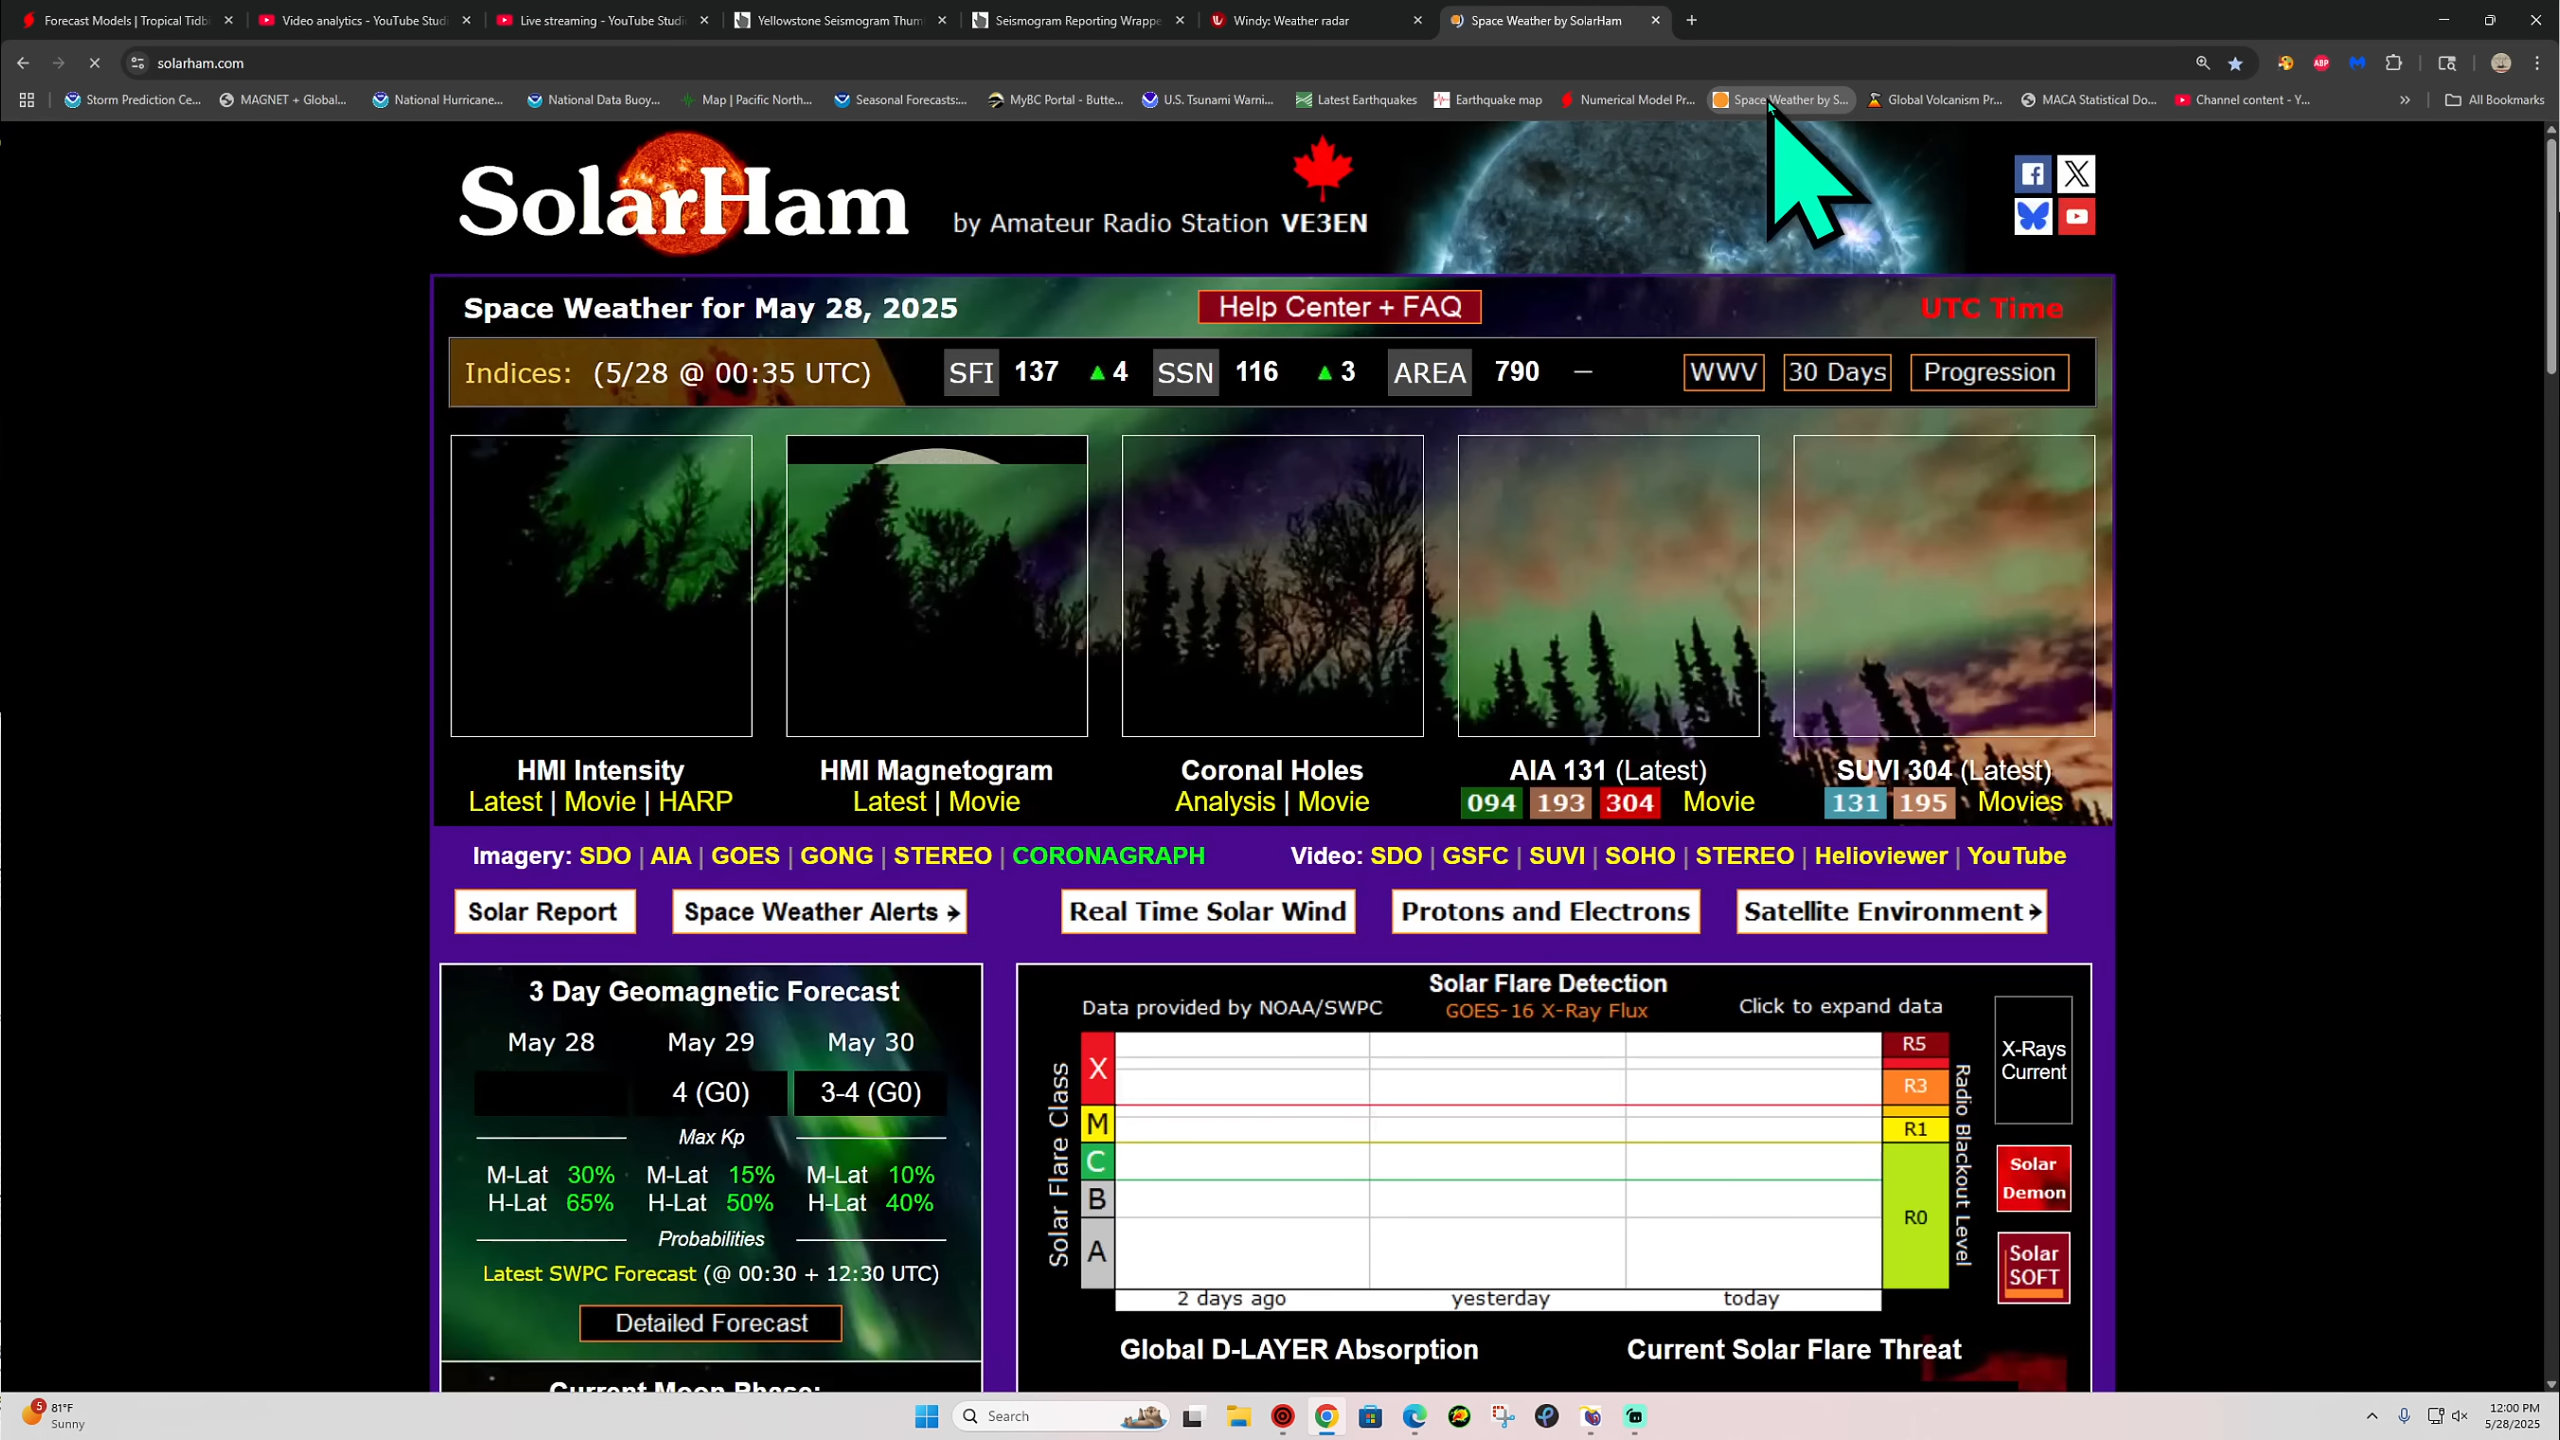 Forecast Models | Tropical Tidb
Video analytics - YouTube Studi
Live streaming - YouTube Studi
Yellowstone Seismogram Thum
Seismogram Reporting Wrappe
Windy: Weather radar
Space Weather by SolarHam
solarham.com
Storm Prediction Ce...
MAGNET + Global...
National Hurricane...
National Data Buoy...
Map | Pacific North...
Seasonal Forecasts:...
MyBC Portal - Butte...
U.S. Tsunami Warni...
Latest Earthquakes
Earthquake map
Numerical Model Pr...
Space Weather by S...
Global Volcanism Pr...
MACA Statistical Do...
Channel content - Y...
All Bookmarks
SolarHam
by Amateur Radio Station VE3EN
Space Weather for May 28, 2025
Help Center + FAQ
UTC Time
Indices: (5/28 @ 00:35 UTC)
SFI 137 ▲ 4 SSN 116 ▲ 3 AREA 790 —
WWV 30 Days Progression
HMI Intensity
Latest | Movie | HARP
HMI Magnetogram
Latest | Movie
Coronal Holes
Analysis | Movie
AIA 131 (Latest)
094 193 304 Movie
SUVI 304 (Latest)
131 195 Movies
Imagery: SDO | AIA | GOES | GONG | STEREO | CORONAGRAPH
Video: SDO | GSFC | SUVI | SOHO | STEREO | Helioviewer | YouTube
Solar Report
Space Weather Alerts
Real Time Solar Wind
Protons and Electrons
Satellite Environment
3 Day Geomagnetic Forecast
May 28 May 29 May 30
4 (G0) 3-4 (G0)
Max Kp
M-Lat 30% M-Lat 15% M-Lat 10%
H-Lat 65% H-Lat 50% H-Lat 40%
Probabilities
Latest SWPC Forecast (@ 00:30 + 12:30 UTC)
Detailed Forecast
Current Moon Phase:
Solar Flare Detection
Data provided by NOAA/SWPC
GOES-16 X-Ray Flux
Click to expand data
Solar Flare Class
X
M
C
B
A
R5
R3
R1
R0
Radio Blackout Level
2 days ago yesterday today
X-Rays
Current
Solar
Demon
Solar
SOFT
Global D-LAYER Absorption
Current Solar Flare Threat
5
81°F
Sunny
Search
12:00 PM
5/28/2025